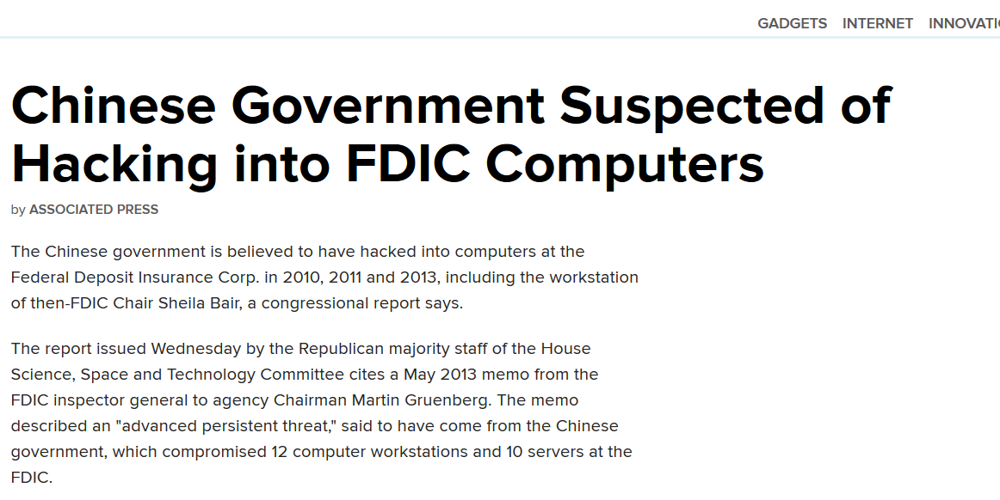 GADGETS INTERNET INNOVATI
Chinese Government Suspected of
Hacking into FDIC Computers
by ASSOCIATED PRESS
The Chinese government is believed to have hacked into computers at the
Federal Deposit Insurance Corp. in 2010, 2011 and 2013, including the workstation
of then-FDIC Chair Sheila Bair, a congressional report says.
The report issued Wednesday by the Republican majority staff of the House
Science, Space and Technology Committee cites a May 2013 memo from the
FDIC inspector general to agency Chairman Martin Gruenberg. The memo
described an "advanced persistent threat," said to have come from the Chinese
government, which compromised 12 computer workstations and 10 servers at the
FDIC.